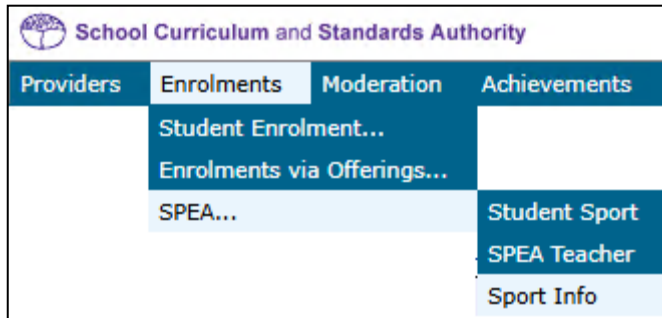 School Curriculum and Standards Authority
Providers Enrolments Moderation Achievements
Student Enrolment...
Enrolments via Offerings...
SPEA...
Student Sport
SPEA Teacher
Sport Info